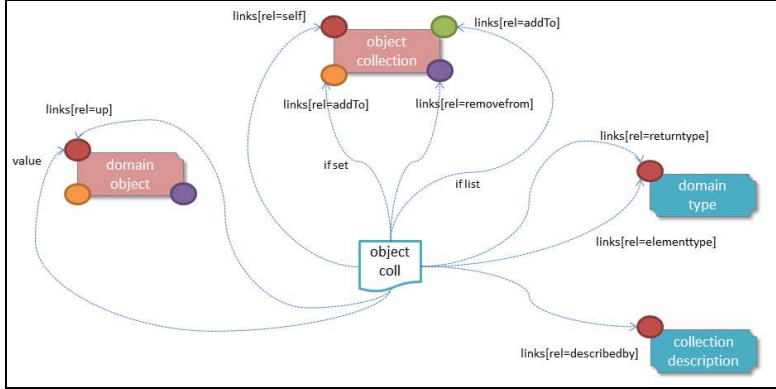 links[rel=self]
object
collection
links[rel=addTo]
links[rel=addTo]
links[rel=removefrom]
links[rel=up]
value
domain
object
if set
if list
links[rel=returntype]
domain
type
links[rel=elementtype]
object
coll
links[rel=describedby]
collection
description